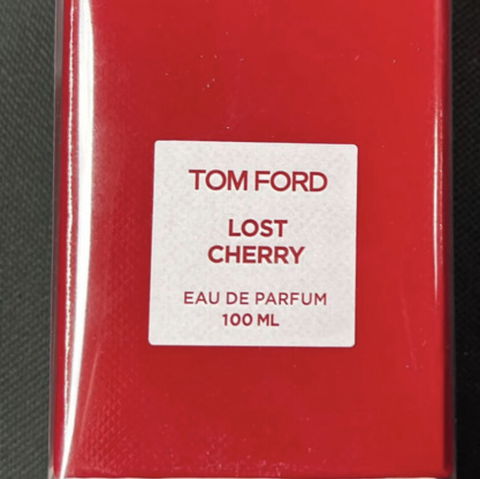 TOM FORD
LOST
CHERRY
EAU DE PARFUM
100 ML